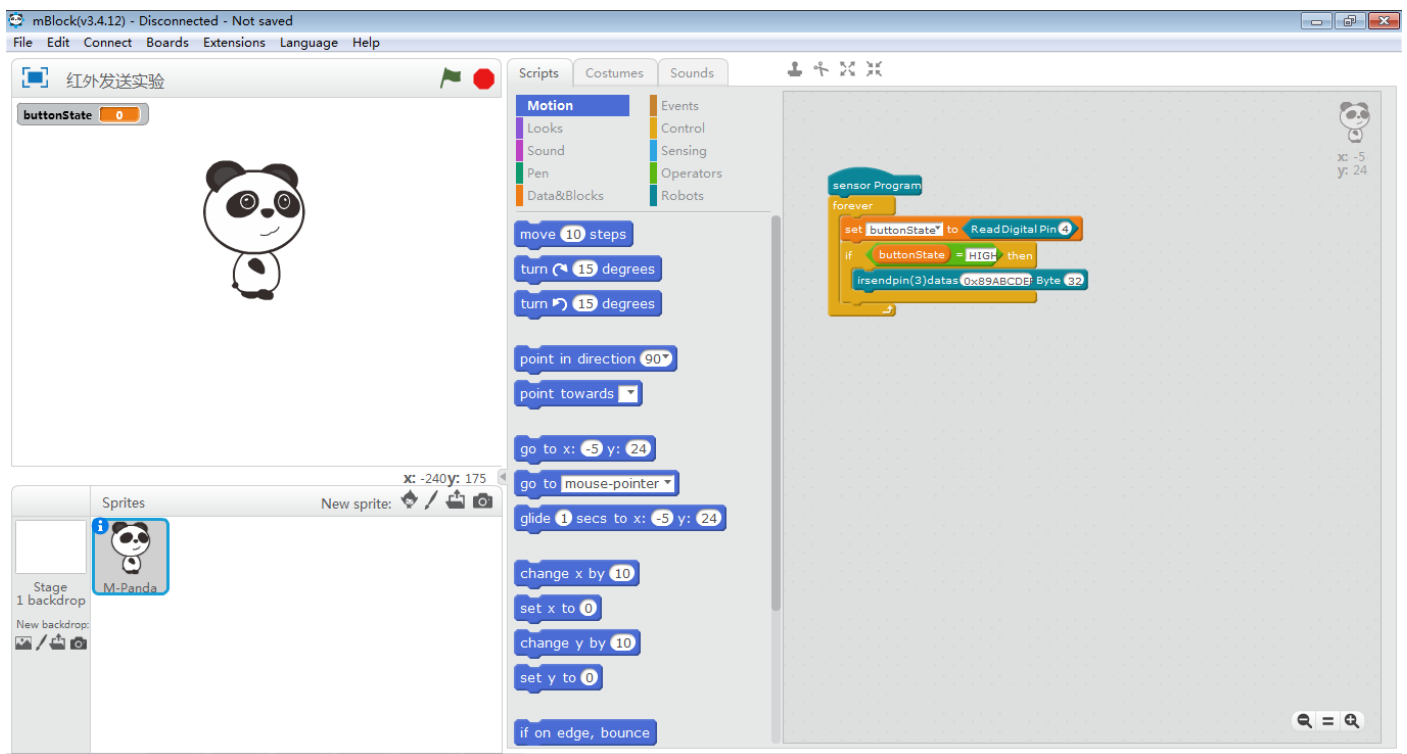 mBlock(v3.4.12) - Disconnected - Not saved
File Edit Connect Boards Extensions Language Help
红外发送实验
buttonState 0
x: -240 y: 175
Sprites New sprite:
M-Panda
Stage
1 backdrop
New backdrop:
Scripts Costumes Sounds
Motion Events
Looks Control
Sound Sensing
Pen Operators
Data&Blocks Robots
move 10 steps
turn 15 degrees
turn 15 degrees
point in direction 90
point towards
go to x: -5 y: 24
go to mouse-pointer
glide 1 secs to x: -5 y: 24
change x by 10
set x to 0
change y by 10
set y to 0
if on edge, bounce
sensor Program
forever
set buttonState to ReadDigital Pin 4
if buttonState = HIGH then
irsendpin(3)datas 0x89ABCDEF Byte 32
x: -5
y: 24